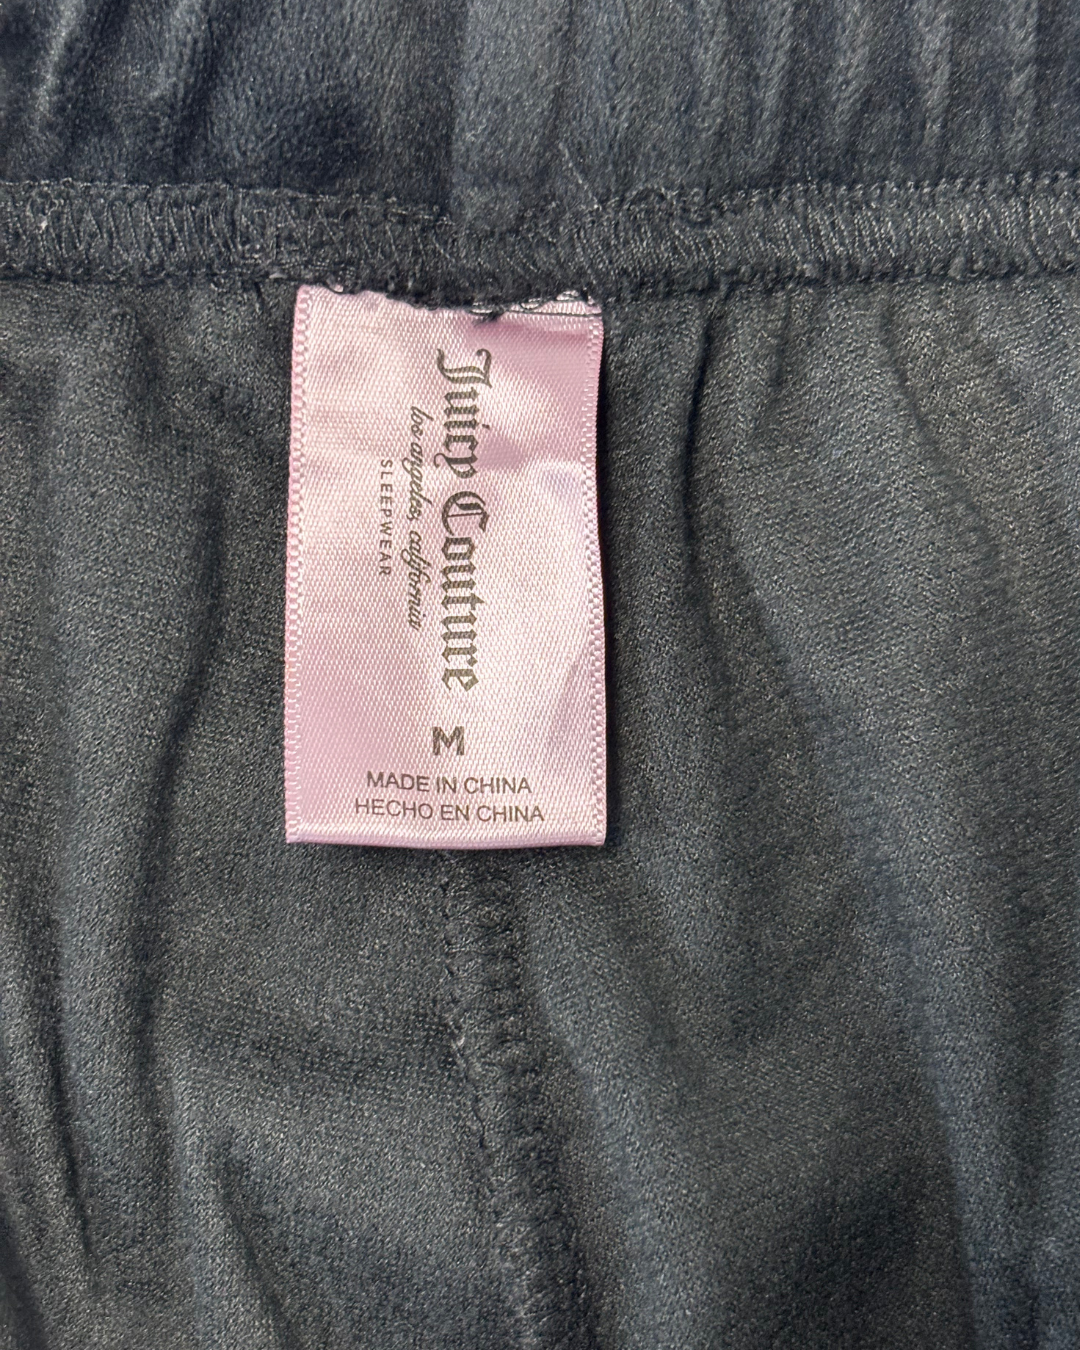 Juicy Couture
los angeles, california
SLEEPWEAR
M
MADE IN CHINA
HECHO EN CHINA